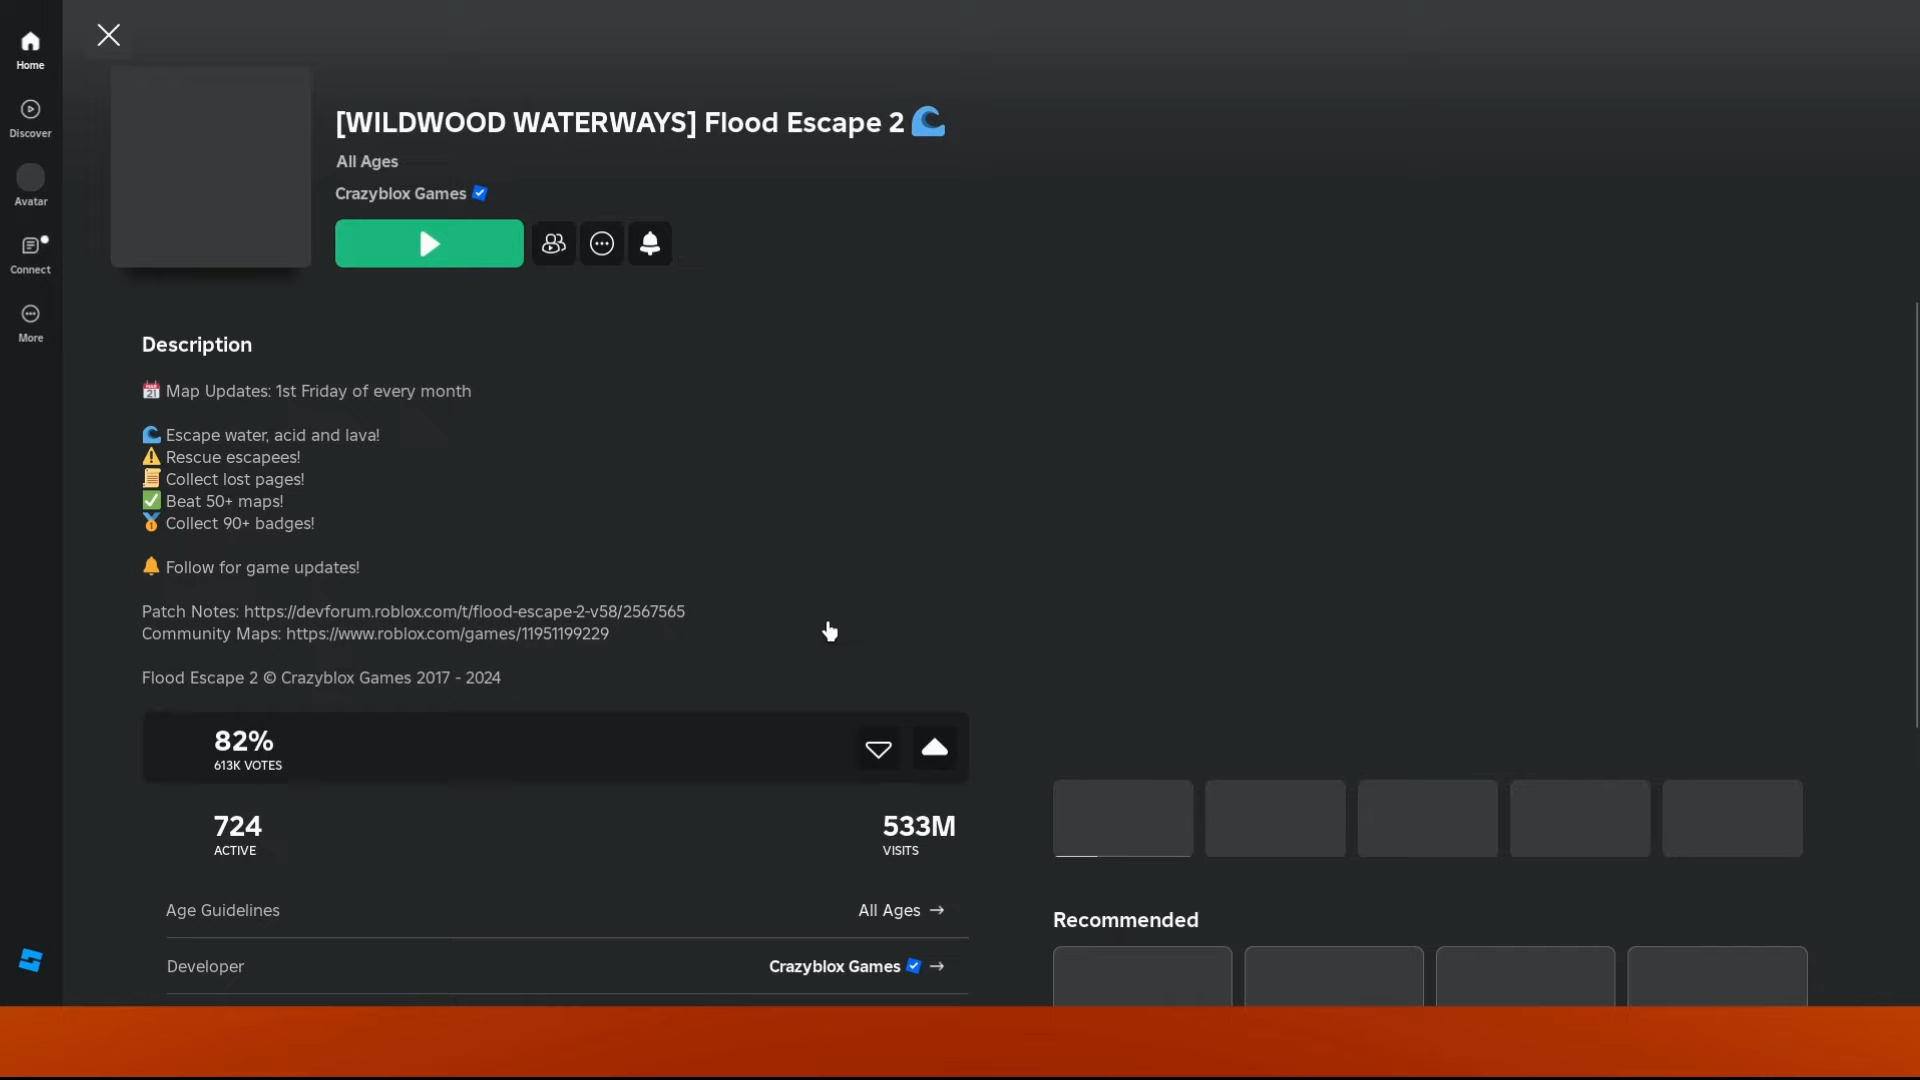 Home
Discover
Avatar
Connect
More
[WILDWOOD WATERWAYS] Flood Escape 2 🌊
All Ages
Crazyblox Games
Description
📅 Map Updates: 1st Friday of every month
🌊 Escape water, acid and lava!
⚠️ Rescue escapees!
📜 Collect lost pages!
✅ Beat 50+ maps!
🥇 Collect 90+ badges!
🔔 Follow for game updates!
Patch Notes: https://devforum.roblox.com/t/flood-escape-2-v58/2567565
Community Maps: https://www.roblox.com/games/11951199229
Flood Escape 2 © Crazyblox Games 2017 - 2024
82%
613K VOTES
724
ACTIVE
533M
VISITS
Age Guidelines
All Ages →
Developer
Crazyblox Games →
Recommended